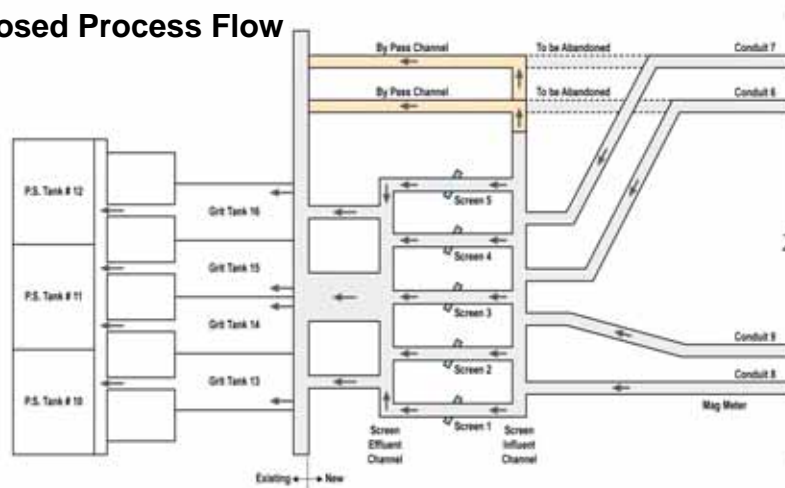 osed Process Flow
By Pass Channel
To be Abandoned
Conduit 7
By Pass Channel
To be Abandoned
Conduit 6
P.S. Tank # 12
Grit Tank 16
Screen 5
Grit Tank 15
Screen 4
P.S. Tank # 11
Grit Tank 14
Screen 3
Conduit 9
Screen 2
Grit Tank 13
Conduit 8
P.S. Tank # 10
Mag Meter
Screen 1
Screen
Effluent
Channel
Screen
Influent
Channel
Existing
New